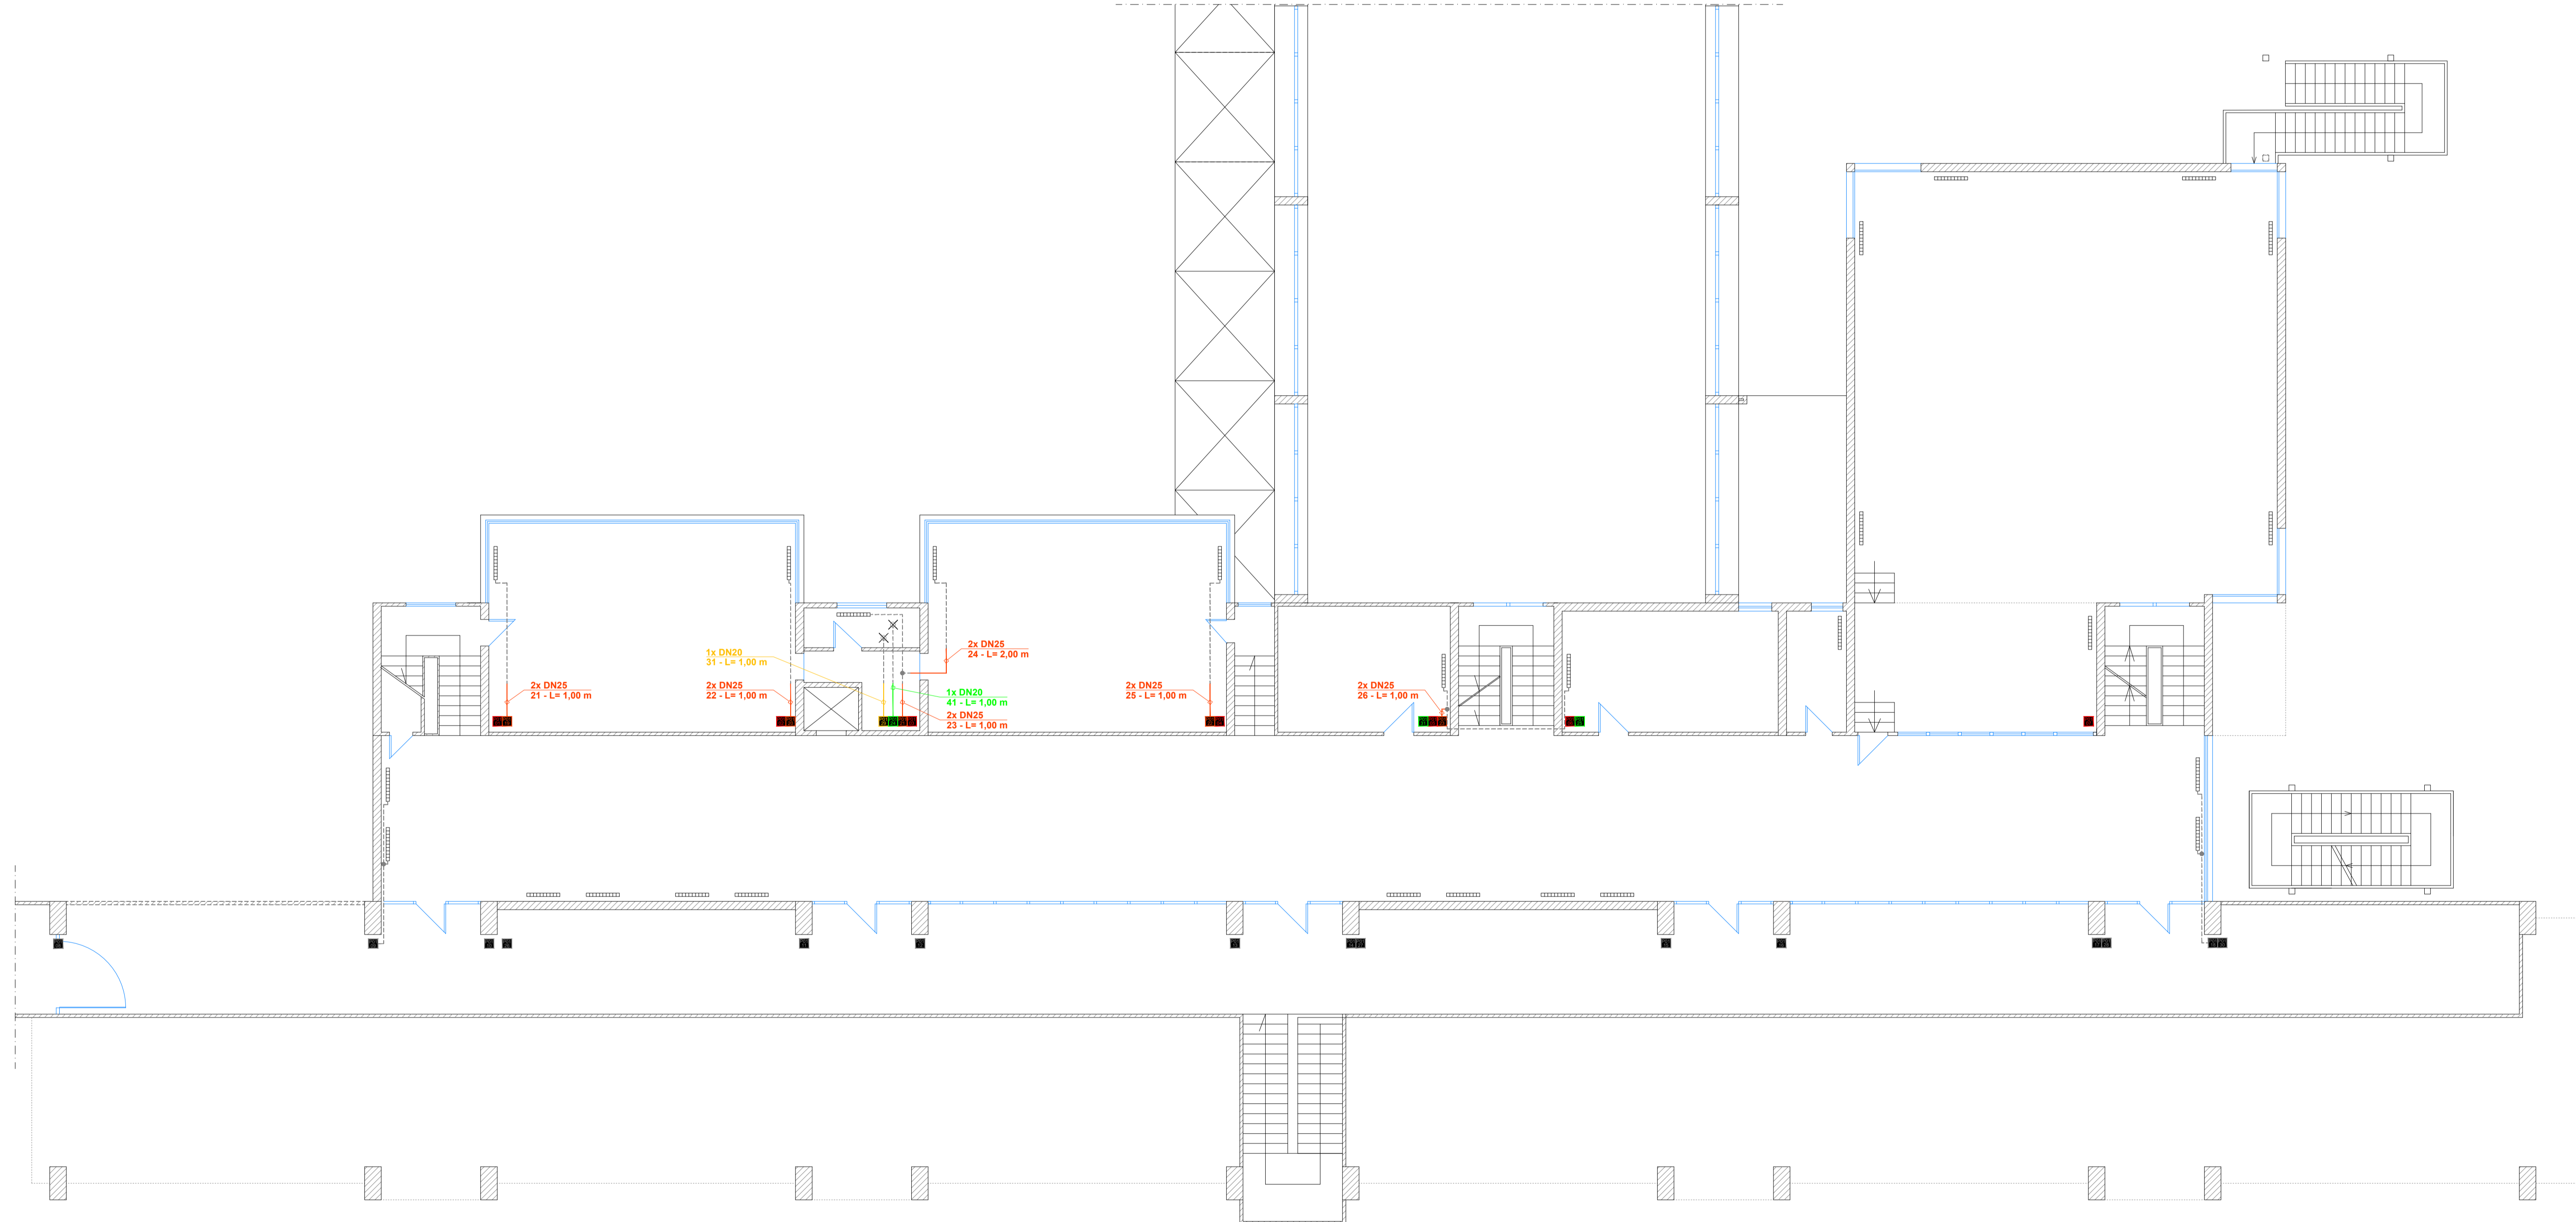 2x DN25
24 - L= 2,00 m
1x DN20
31 - L= 1,00 m
2x DN25
21 - L= 1,00 m
2x DN25
22 - L= 1,00 m
1x DN20
41 - L= 1,00 m
2x DN25
23 - L= 1,00 m
2x DN25
25 - L= 1,00 m
2x DN25
26 - L= 1,00 m